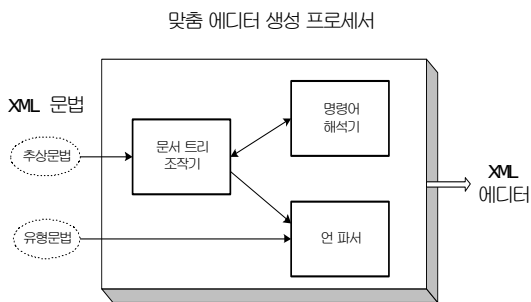 맞춤 에디터 생성 프로세서
XML 문법
추상문법
유형문법
문서 트리
조작기
명령어
해석기
언 파서
XML
에디터